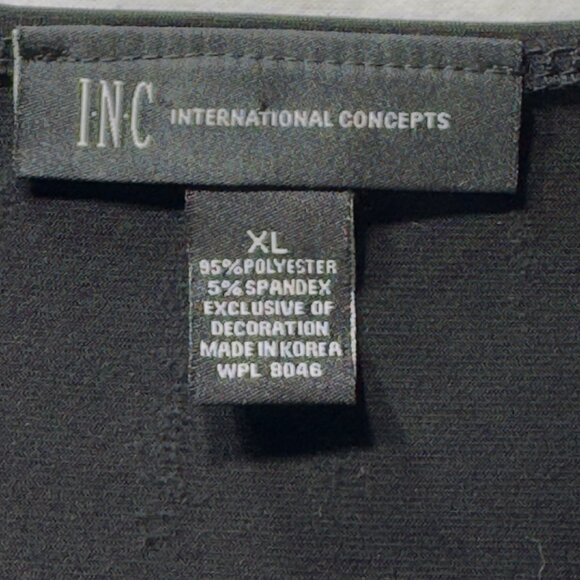 I·N·C INTERNATIONAL CONCEPTS
XL
95%POLYESTER
5%SPANDEX
EXCLUSIVE OF
DECORATION
MADE IN KOREA
WPL 8046